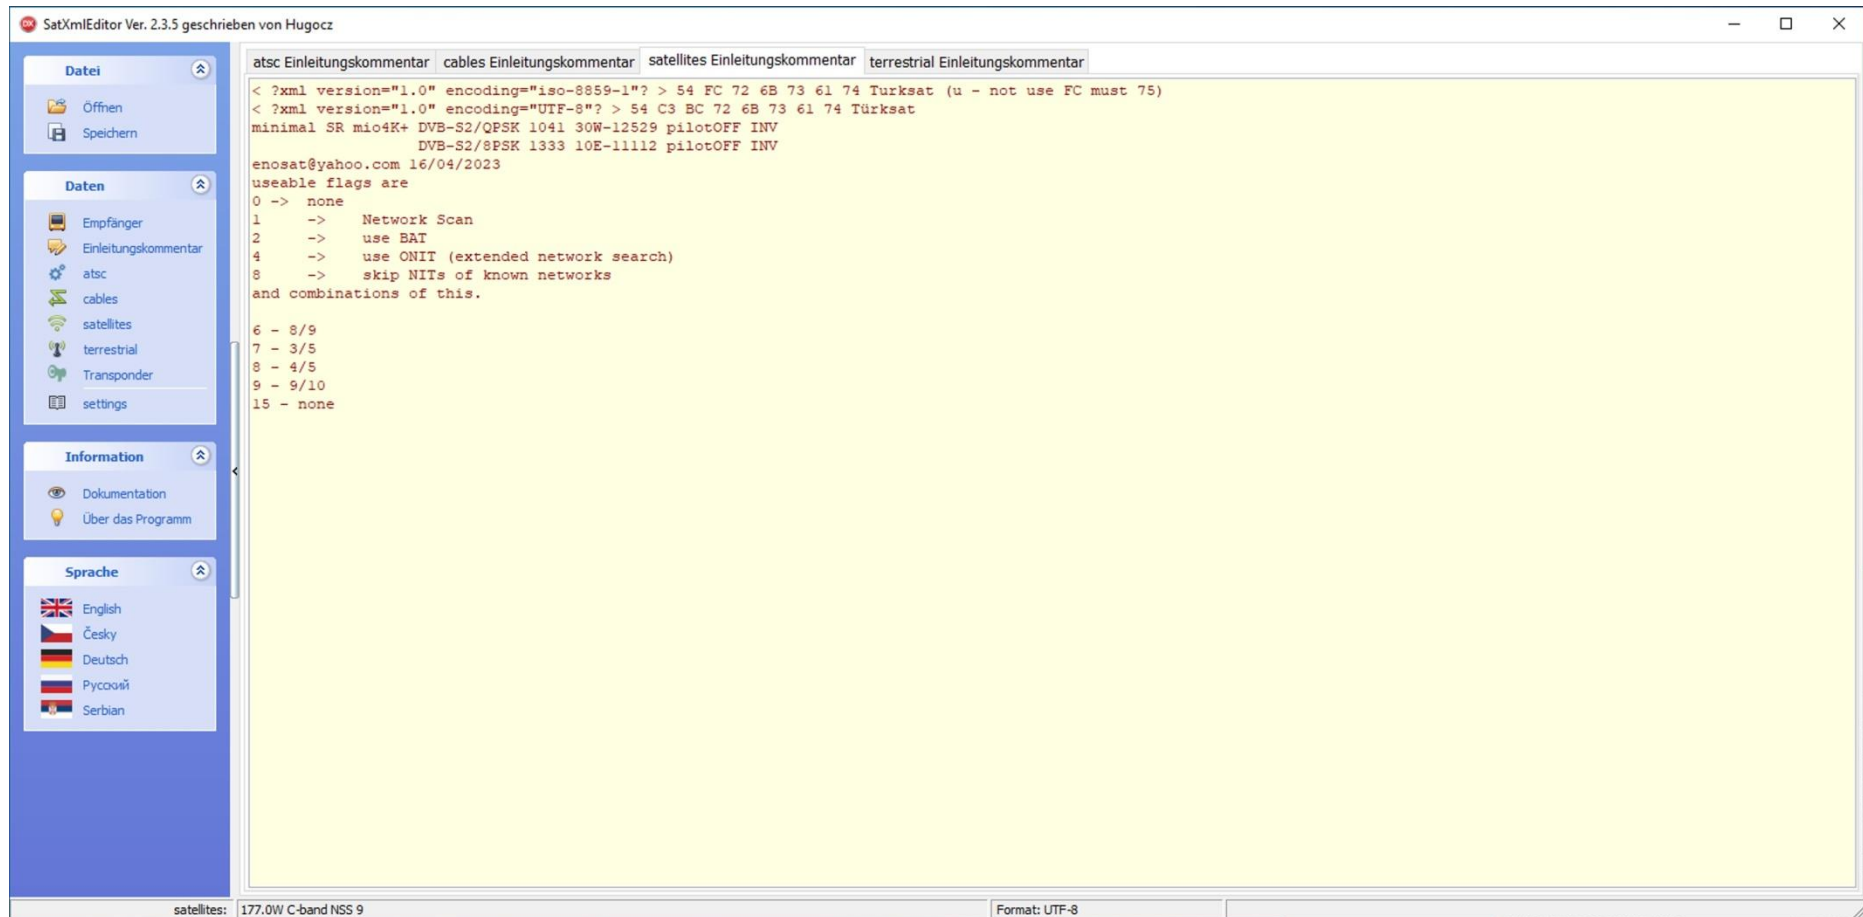 SatXmlEditor Ver. 2.3.5 geschrieben von Hugocz
Datei
Öffnen
Speichern
Daten
Empfänger
Einleitungskommentar
atsc
cables
satellites
terrestrial
Transponder
settings
Information
Dokumentation
Über das Programm
Sprache
English
Česky
Deutsch
Русский
Serbian
atsc Einleitungskommentar cables Einleitungskommentar satellites Einleitungskommentar terrestrial Einleitungskommentar
< ?xml version="1.0" encoding="iso-8859-1"? > 54 FC 72 6B 73 61 74 Turksat (u - not use FC must 75)
< ?xml version="1.0" encoding="UTF-8"? > 54 C3 BC 72 6B 73 61 74 Türksat
minimal SR mio4K+ DVB-S2/QPSK 1041 30W-12529 pilotOFF INV
DVB-S2/8PSK 1333 10E-11112 pilotOFF INV
enosat@yahoo.com 16/04/2023
useable flags are
0 -> none
1 -> Network Scan
2 -> use BAT
4 -> use ONIT (extended network search)
8 -> skip NITs of known networks
and combinations of this.
6 - 8/9
7 - 3/5
8 - 4/5
9 - 9/10
15 - none
satellites: 177.0W C-band NSS 9 Format: UTF-8